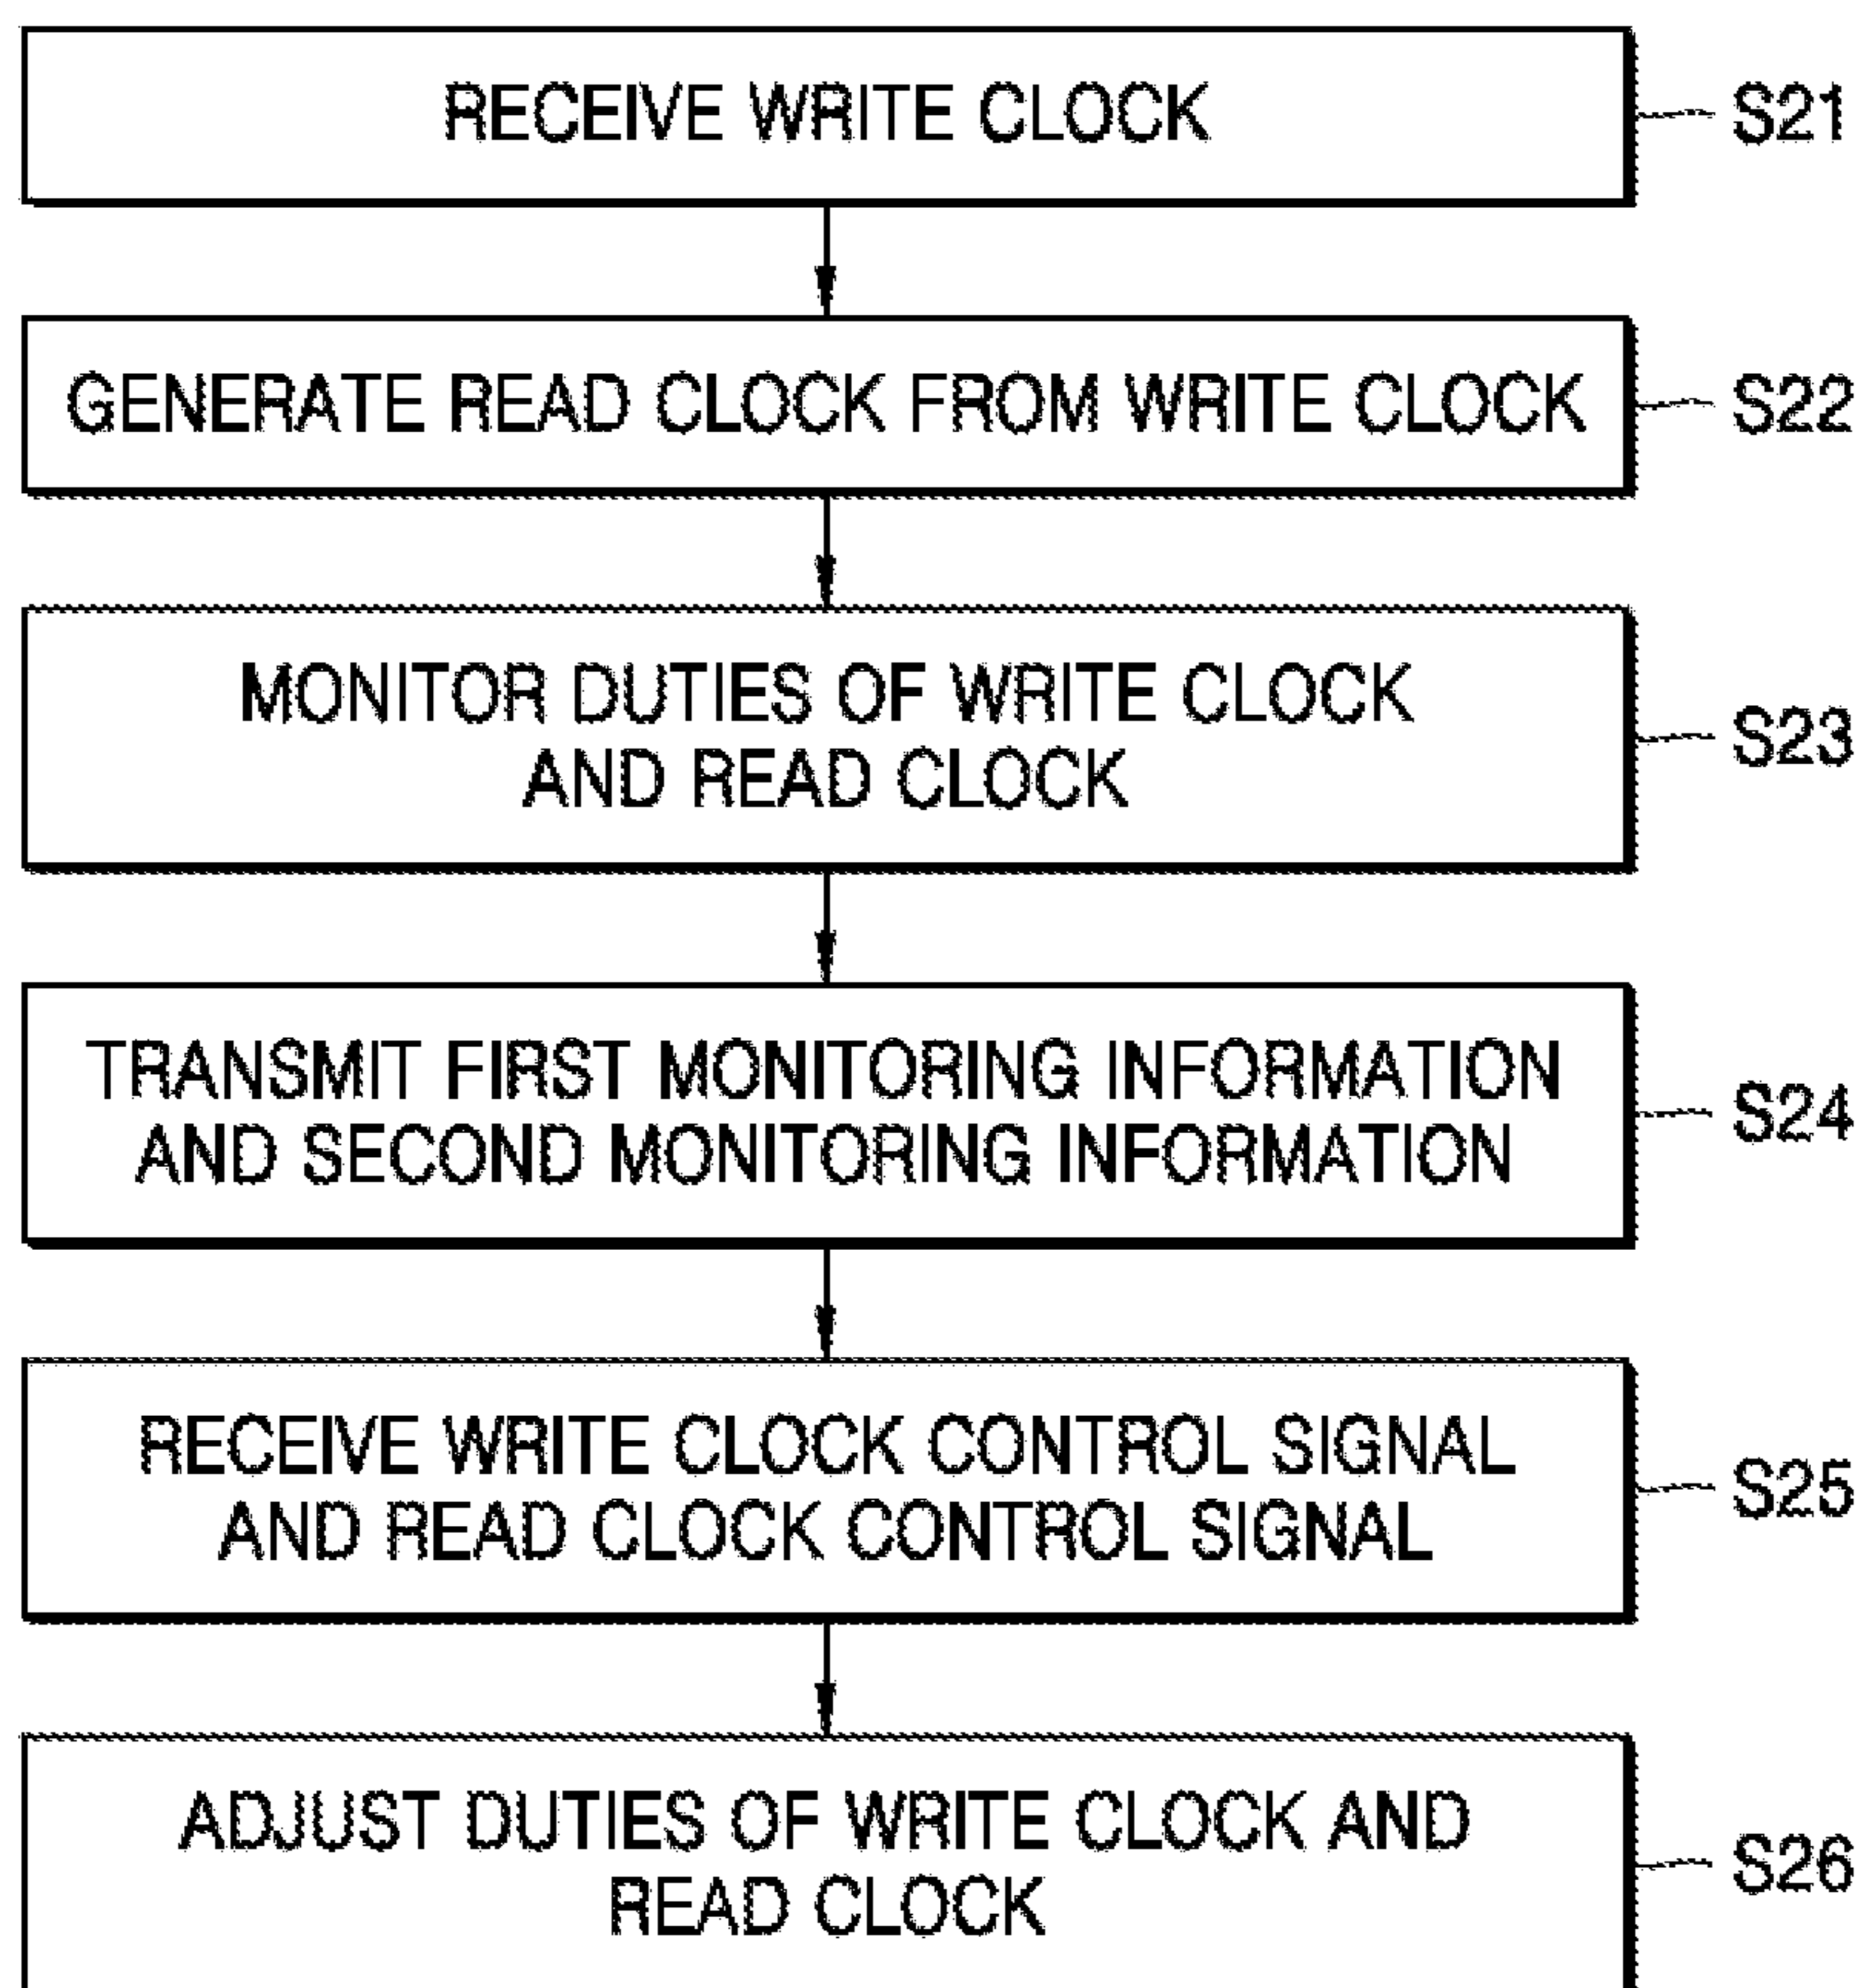 RECEIVE WRITE CLOCK
S21
GENERATE READ CLOCK FROM WRITE CLOCK
S22
MONITOR DUTIES OF WRITE CLOCK
AND READ CLOCK
S23
TRANSMIT FIRST MONITORING INFORMATION
AND SECOND MONITORING INFORMATION
S24
RECEIVE WRITE CLOCK CONTROL SIGNAL
AND READ CLOCK CONTROL SIGNAL
S25
ADJUST DUTIES OF WRITE CLOCK AND
READ CLOCK
S26